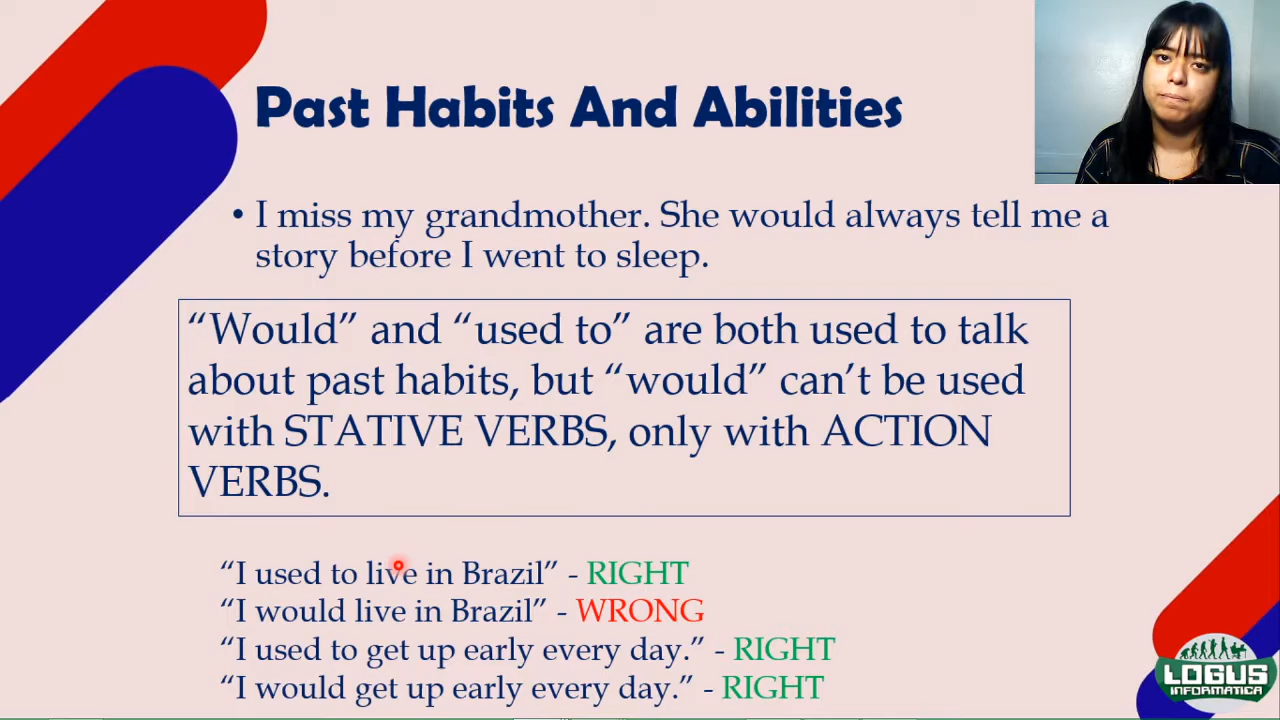 Past Habits And Abilities
• I miss my grandmother. She would always tell me a
story before I went to sleep.
“Would” and “used to” are both used to talk
about past habits, but “would” can’t be used
with STATIVE VERBS, only with ACTION
VERBS.
“I used to live in Brazil” - RIGHT
“I would live in Brazil” - WRONG
“I used to get up early every day.” - RIGHT
“I would get up early every day.” - RIGHT
LOGUS
INFORMATICA